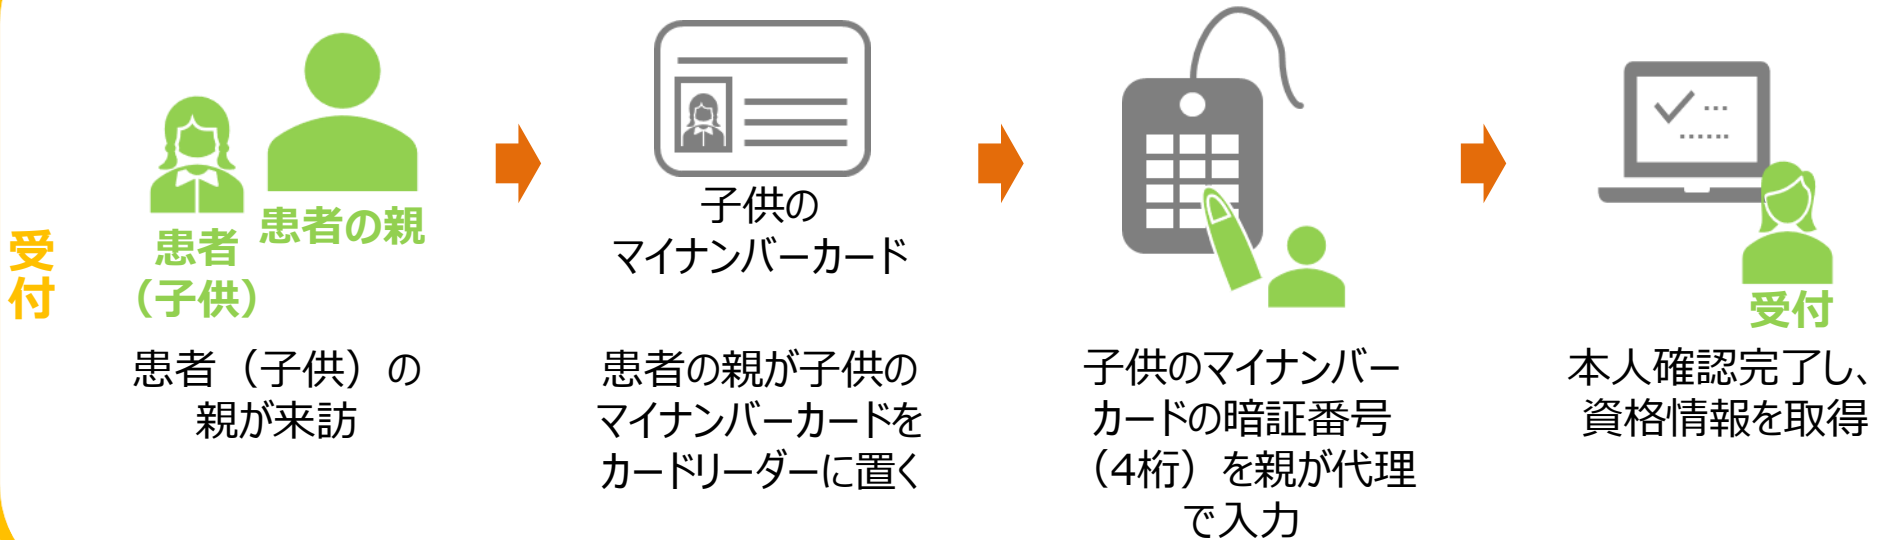 受付
患者の親
患者
（子供）
患者（子供）の
親が来訪
子供の
マイナンバーカード
患者の親が子供の
マイナンバーカードを
カードリーダーに置く
子供のマイナンバー
カードの暗証番号
（4桁）を親が代理
で入力
受付
本人確認完了し、
資格情報を取得